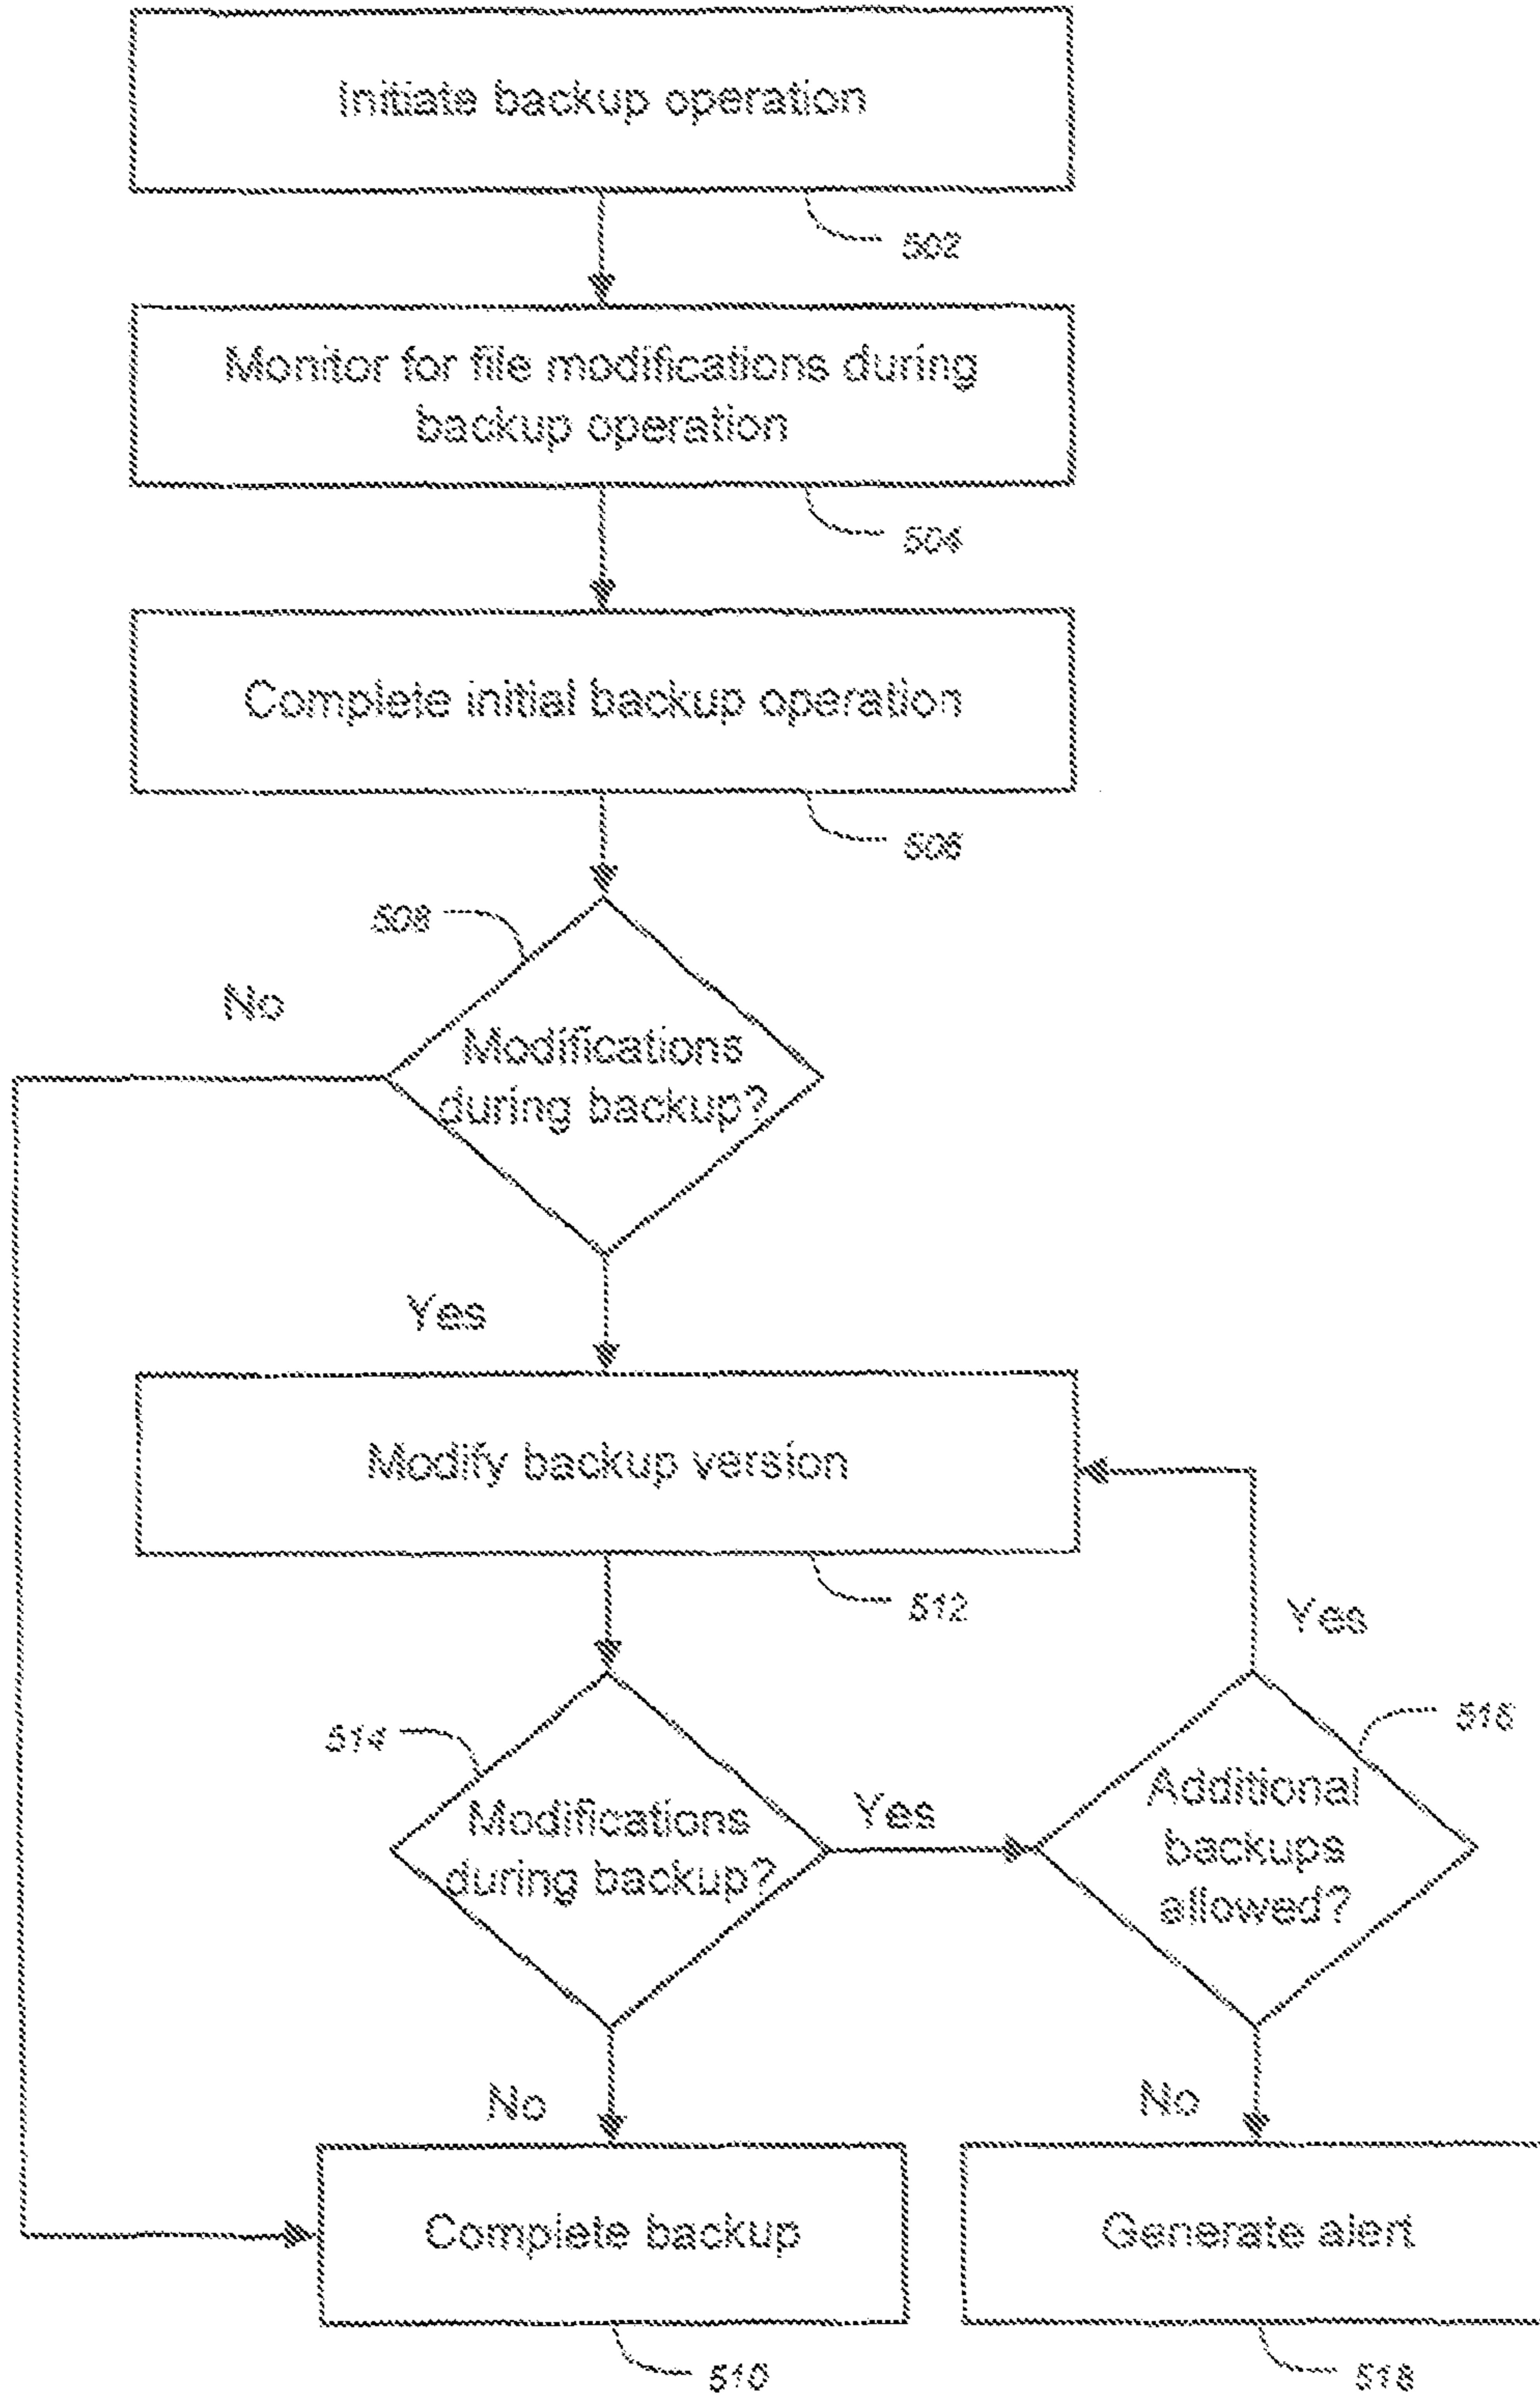 Initiate backup operation
502
Monitor for file modifications during
backup operation
504
Complete initial backup operation
506
508
No
Modifications
during backup?
Yes
Modify backup version
512
Yes
514
516
Modifications
during backup?
Yes
Additional
backups
allowed?
No
No
Complete backup
Generate alert
510
518